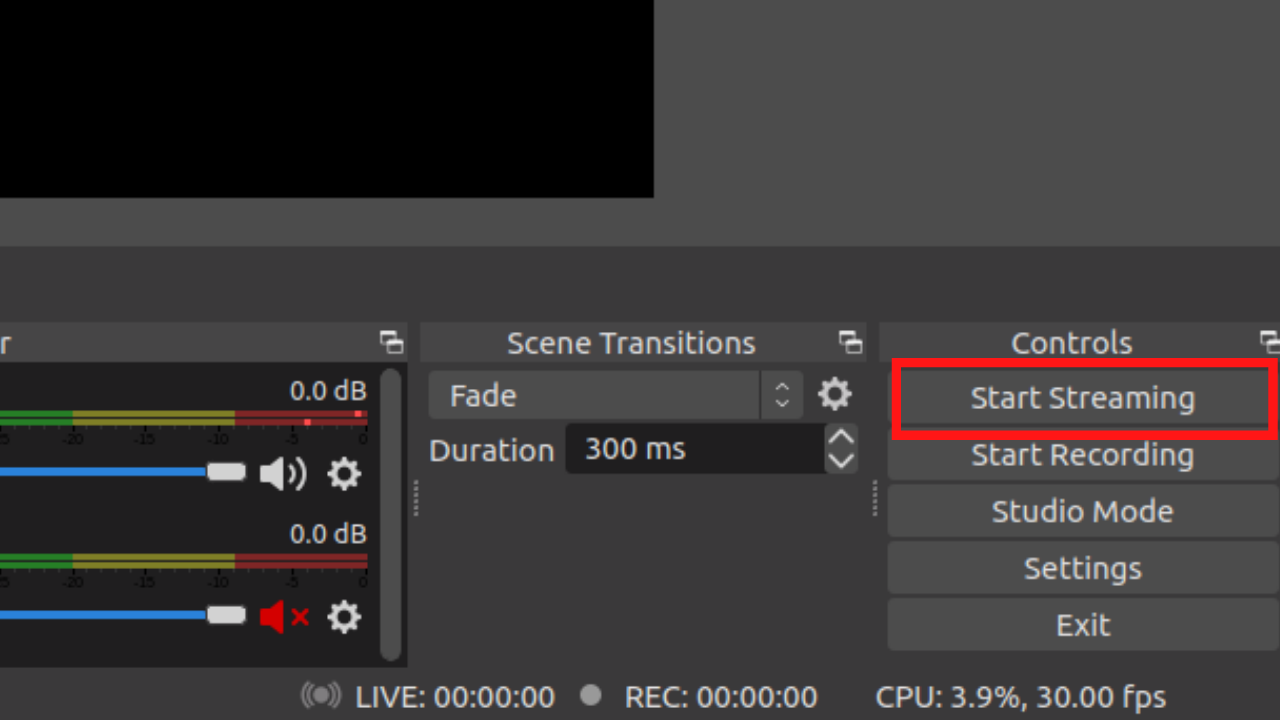 r
Scene Transitions
Controls
0.0 dB
-20 -15 -10 -5 0
Fade
Duration 300 ms
Start Streaming
Start Recording
Studio Mode
Settings
Exit
0.0 dB
-20 -15 -10 -5 0
LIVE: 00:00:00 REC: 00:00:00 CPU: 3.9%, 30.00 fps